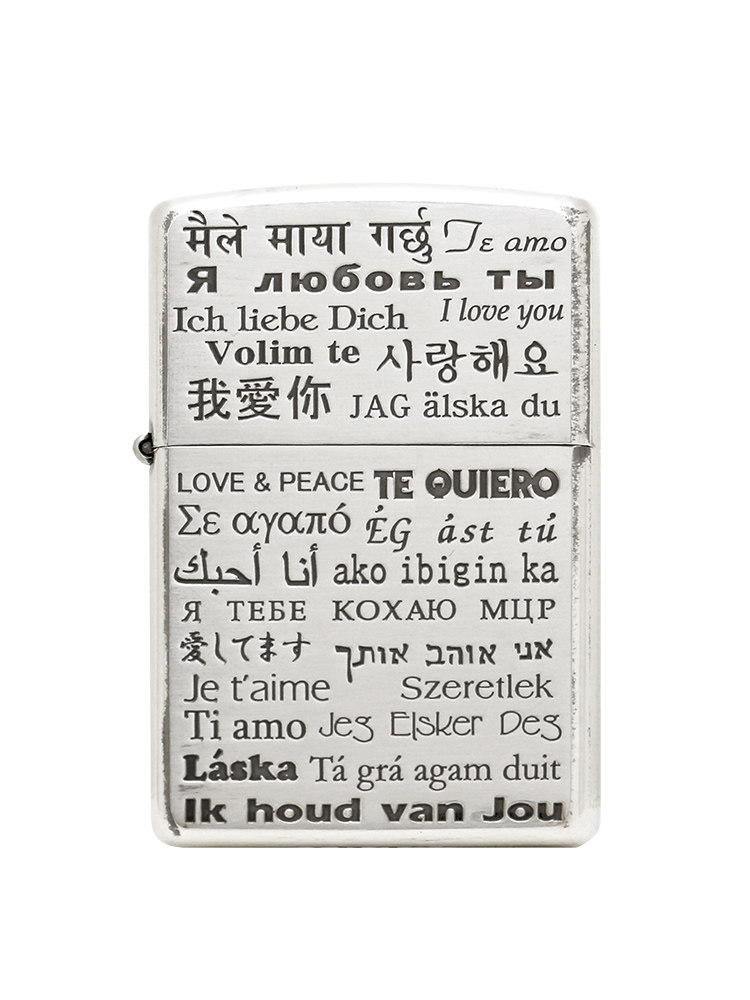 मैले माया गर्छु Te amo
Я любовь ты
Ich liebe Dich I love you
Volim te 사랑해요
我愛你 JAG älska du
LOVE & PEACE TE QUIERO
Σε αγαπό ÉG ást tú
أنا أحبك ako ibigin ka
Я ТЕБЕ КОХАЮ МЦР
愛してます אני אוהב אותך
Je t'aime Szeretlek
Ti amo Jeg Elsker Deg
Láska Tá grá agam duit
Ik houd van Jou